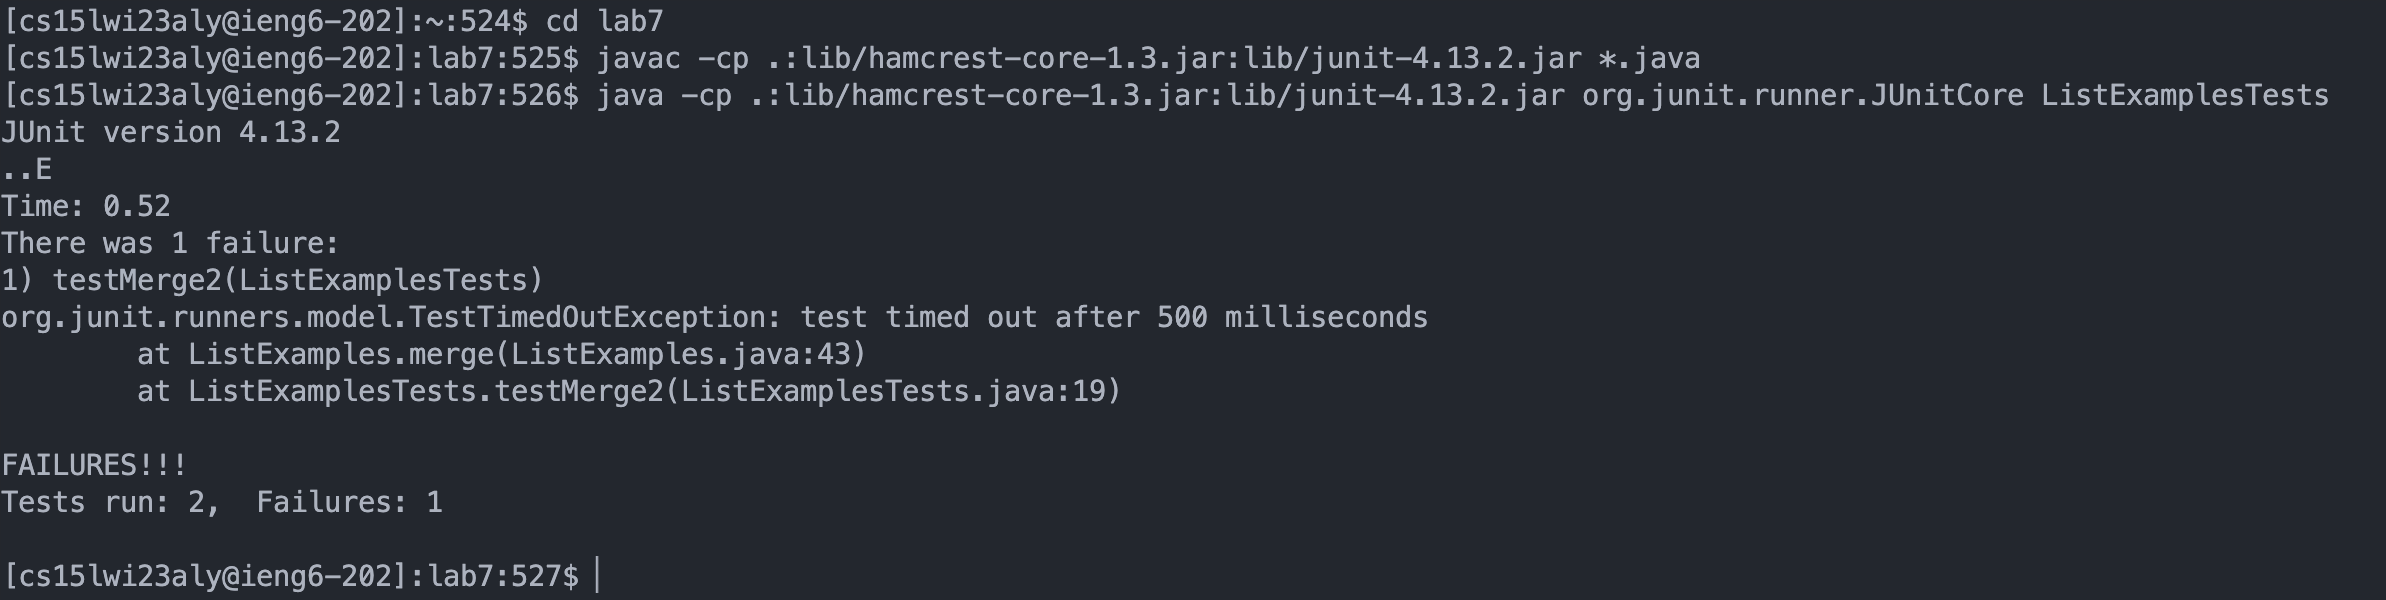 [cs15lwi23aly@ieng6-202]:~:524$ cd lab7
[cs15lwi23aly@ieng6-202]:lab7:525$ javac -cp .:lib/hamcrest-core-1.3.jar:lib/junit-4.13.2.jar *.java
[cs15lwi23aly@ieng6-202]:lab7:526$ java -cp .:lib/hamcrest-core-1.3.jar:lib/junit-4.13.2.jar org.junit.runner.JUnitCore ListExamplesTests
JUnit version 4.13.2
..E
Time: 0.52
There was 1 failure:
1) testMerge2(ListExamplesTests)
org.junit.runners.model.TestTimedOutException: test timed out after 500 milliseconds
        at ListExamples.merge(ListExamples.java:43)
        at ListExamplesTests.testMerge2(ListExamplesTests.java:19)

FAILURES!!!
Tests run: 2,  Failures: 1

[cs15lwi23aly@ieng6-202]:lab7:527$